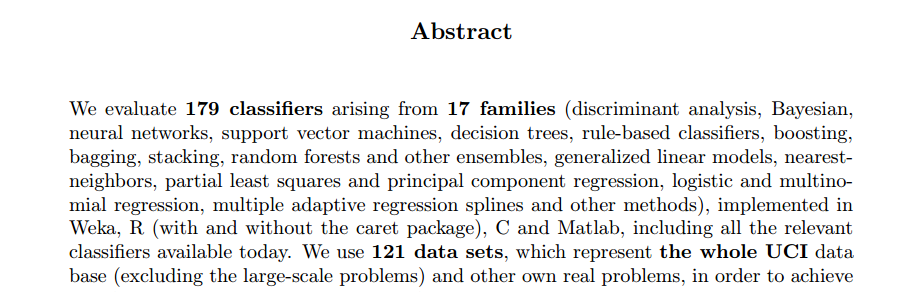 Abstract
We evaluate 179 classifiers arising from 17 families (discriminant analysis, Bayesian,
neural networks, support vector machines, decision trees, rule-based classifiers, boosting,
bagging, stacking, random forests and other ensembles, generalized linear models, nearest-
neighbors, partial least squares and principal component regression, logistic and multino-
mial regression, multiple adaptive regression splines and other methods), implemented in
Weka, R (with and without the caret package), C and Matlab, including all the relevant
classifiers available today. We use 121 data sets, which represent the whole UCI data
base (excluding the large-scale problems) and other own real problems, in order to achieve